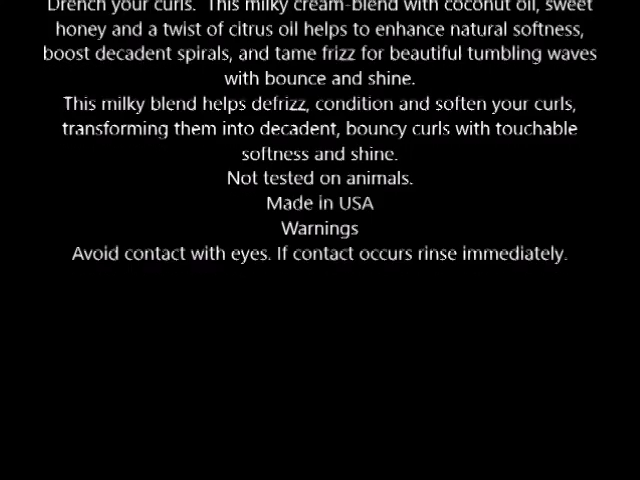 Drench your curls.  This milky cream-blend with coconut oil, sweet
honey and a twist of citrus oil helps to enhance natural softness,
boost decadent spirals, and tame frizz for beautiful tumbling waves
with bounce and shine.
This milky blend helps defrizz, condition and soften your curls,
transforming them into decadent, bouncy curls with touchable
softness and shine.
Not tested on animals.
Made in USA
Warnings
Avoid contact with eyes. If contact occurs rinse immediately.